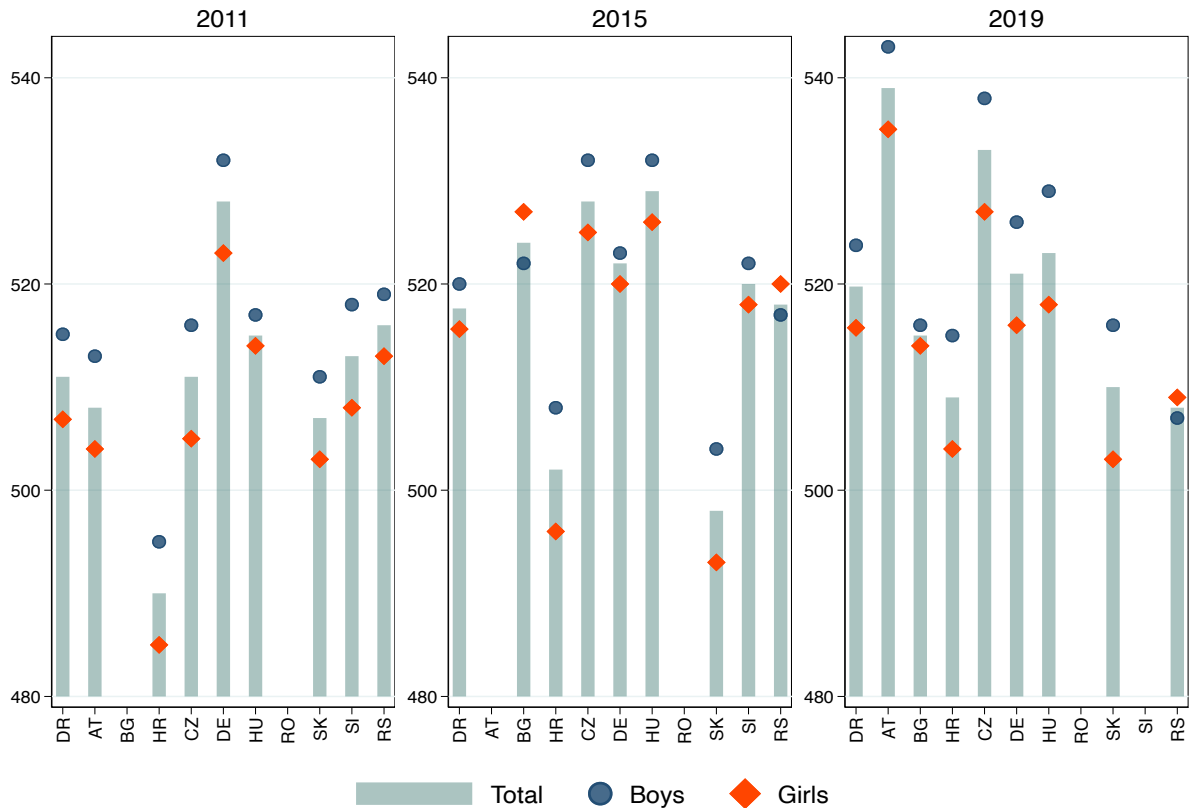 2011 2015 2019
540 540 540
520 520 520
500 500 500
480 480 480
DR AT BG HR CZ DE HU RO SK SI RS DR AT BG HR CZ DE HU RO SK SI RS DR AT BG HR CZ DE HU RO SK SI RS
Total Boys Girls